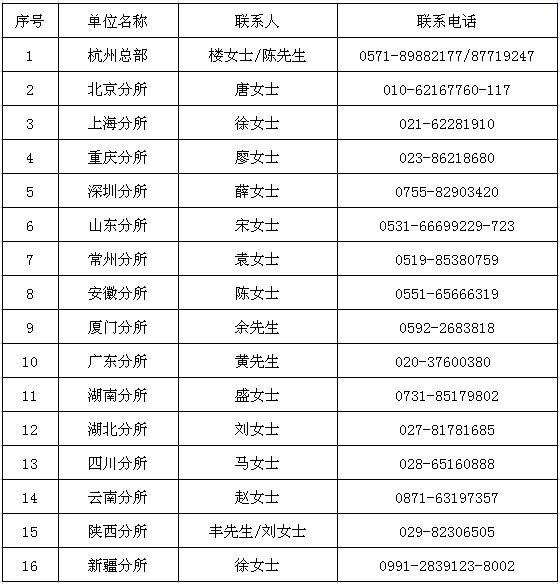 序号 单位名称 联系人 联系电话
1 杭州总部 楼女士/陈先生 0571-89882177/87719247
2 北京分所 唐女士 010-62167760-117
3 上海分所 徐女士 021-62281910
4 重庆分所 廖女士 023-86218680
5 深圳分所 薛女士 0755-82903420
6 山东分所 宋女士 0531-66699229-723
7 常州分所 袁女士 0519-85380759
8 安徽分所 陈女士 0551-65666319
9 厦门分所 余先生 0592-2683818
10 广东分所 黄先生 020-37600380
11 湖南分所 盛女士 0731-85179802
12 湖北分所 刘女士 027-81781685
13 四川分所 马女士 028-65160888
14 云南分所 赵女士 0871-63197357
15 陕西分所 丰先生/刘女士 029-82306505
16 新疆分所 徐女士 0991-2839123-8002